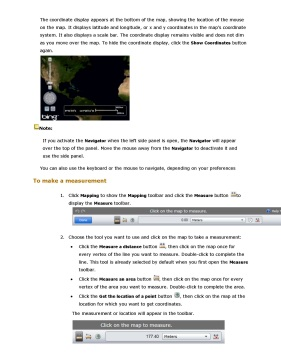 The coordinate display appears at the bottom of the map, showing the location of the mouse
on the map. It displays latitude and longitude, or x and y coordinates in the map's coordinate
system. It also displays a scale bar. The coordinate display remains visible and does not dim
as you move over the map. To hide the coordinate display, click the Show Coordinates button
again.
bing
Note:
If you activate the Navigator when the left side panel is open, the Navigator will appear
over the top of the panel. Move the mouse away from the Navigator to deactivate it and
use the side panel.
You can also use the keyboard or the mouse to navigate, depending on your preferences
To make a measurement
1. Click Mapping to show the Mapping toolbar and click the Measure button to
display the Measure toolbar.
Click on the map to measure.
0.00 Meters
2. Choose the tool you want to use and click on the map to take a measurement:
• Click the Measure a distance button , then click on the map once for
every vertex of the line you want to measure. Double-click to complete the
line. This tool is already selected by default when you first open the Measure
toolbar.
• Click the Measure an area button , then click on the map once for every
vertex of the area you want to measure. Double-click to complete the area.
• Click the Get the location of a point button , then click on the map at the
location for which you want to get coordinates.
The measurement or location will appear in the toolbar.
Click on the map to measure.
177.40 Meters